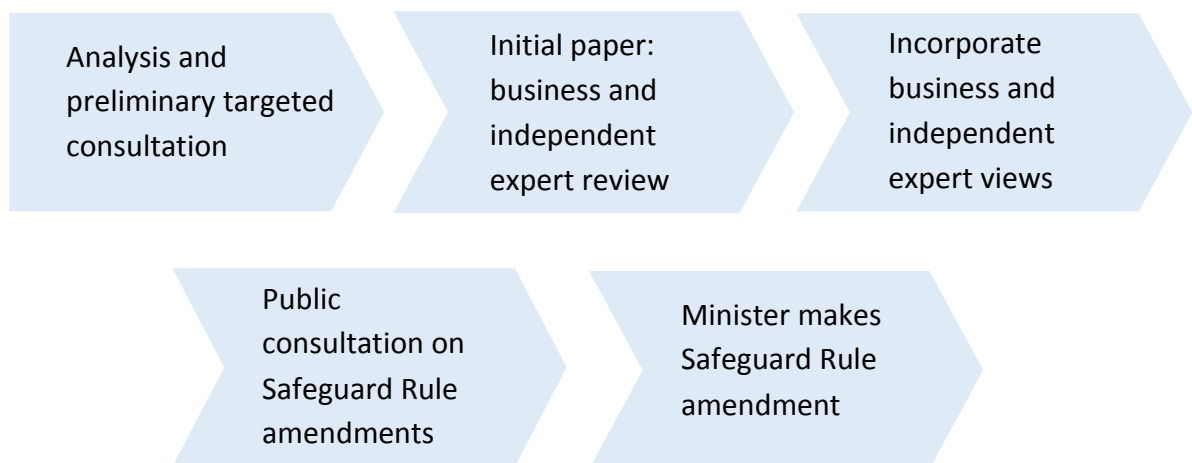 Analysis and
preliminary targeted
consultation
Initial paper:
business and
independent
expert review
Incorporate
business and
independent
expert views
Public
consultation on
Safeguard Rule
amendments
Minister makes
Safeguard Rule
amendment